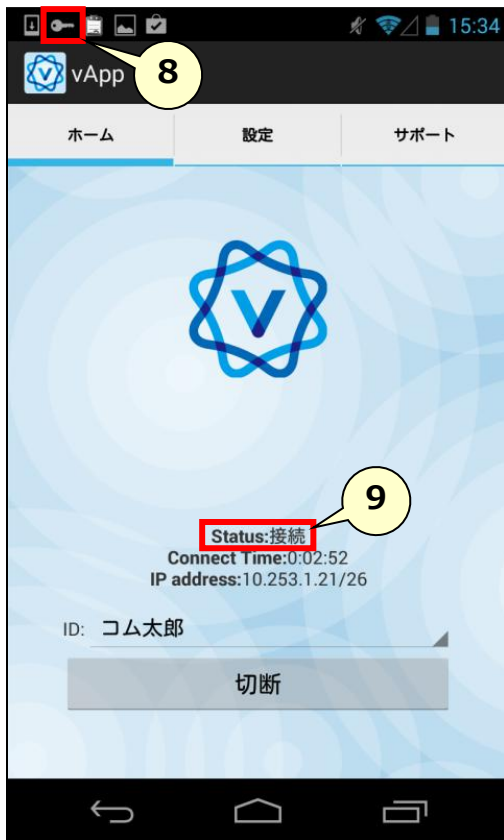 15:34
vApp
8
ホーム 設定 サポート
V
9
Status:接続
Connect Time:0:02:52
IP address:10.253.1.21/26
ID: コム太郎
切断